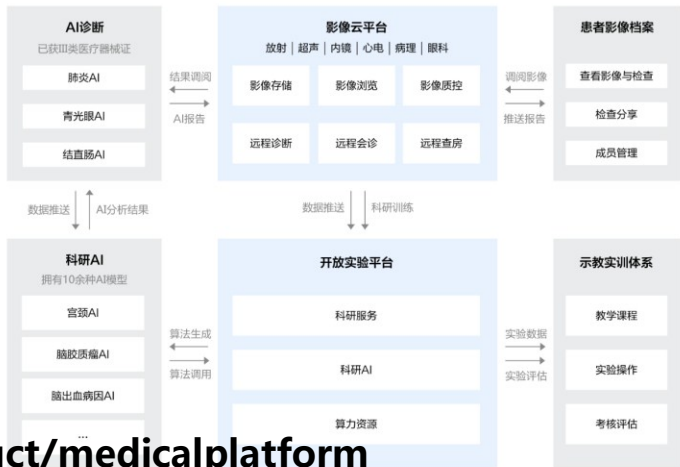 AI诊断
已获III类医疗器械证
肺炎AI
青光眼AI
结直肠AI
结果调阅
AI报告
影像云平台
放射 | 超声 | 内镜 | 心电 | 病理 | 眼科
影像存储
影像浏览
影像质控
远程诊断
远程会诊
远程查房
调阅影像
推送报告
患者影像档案
查看影像与检查
检查分享
成员管理
数据推送
AI分析结果
数据推送
科研训练
科研AI
拥有10余种AI模型
宫颈AI
脑胶质瘤AI
脑出血病因AI
...
算法生成
算法调用
开放实验平台
科研服务
科研AI
算力资源
实验数据
实验评估
示教实训体系
教学课程
实验操作
考核评估
uct/medicalplatform